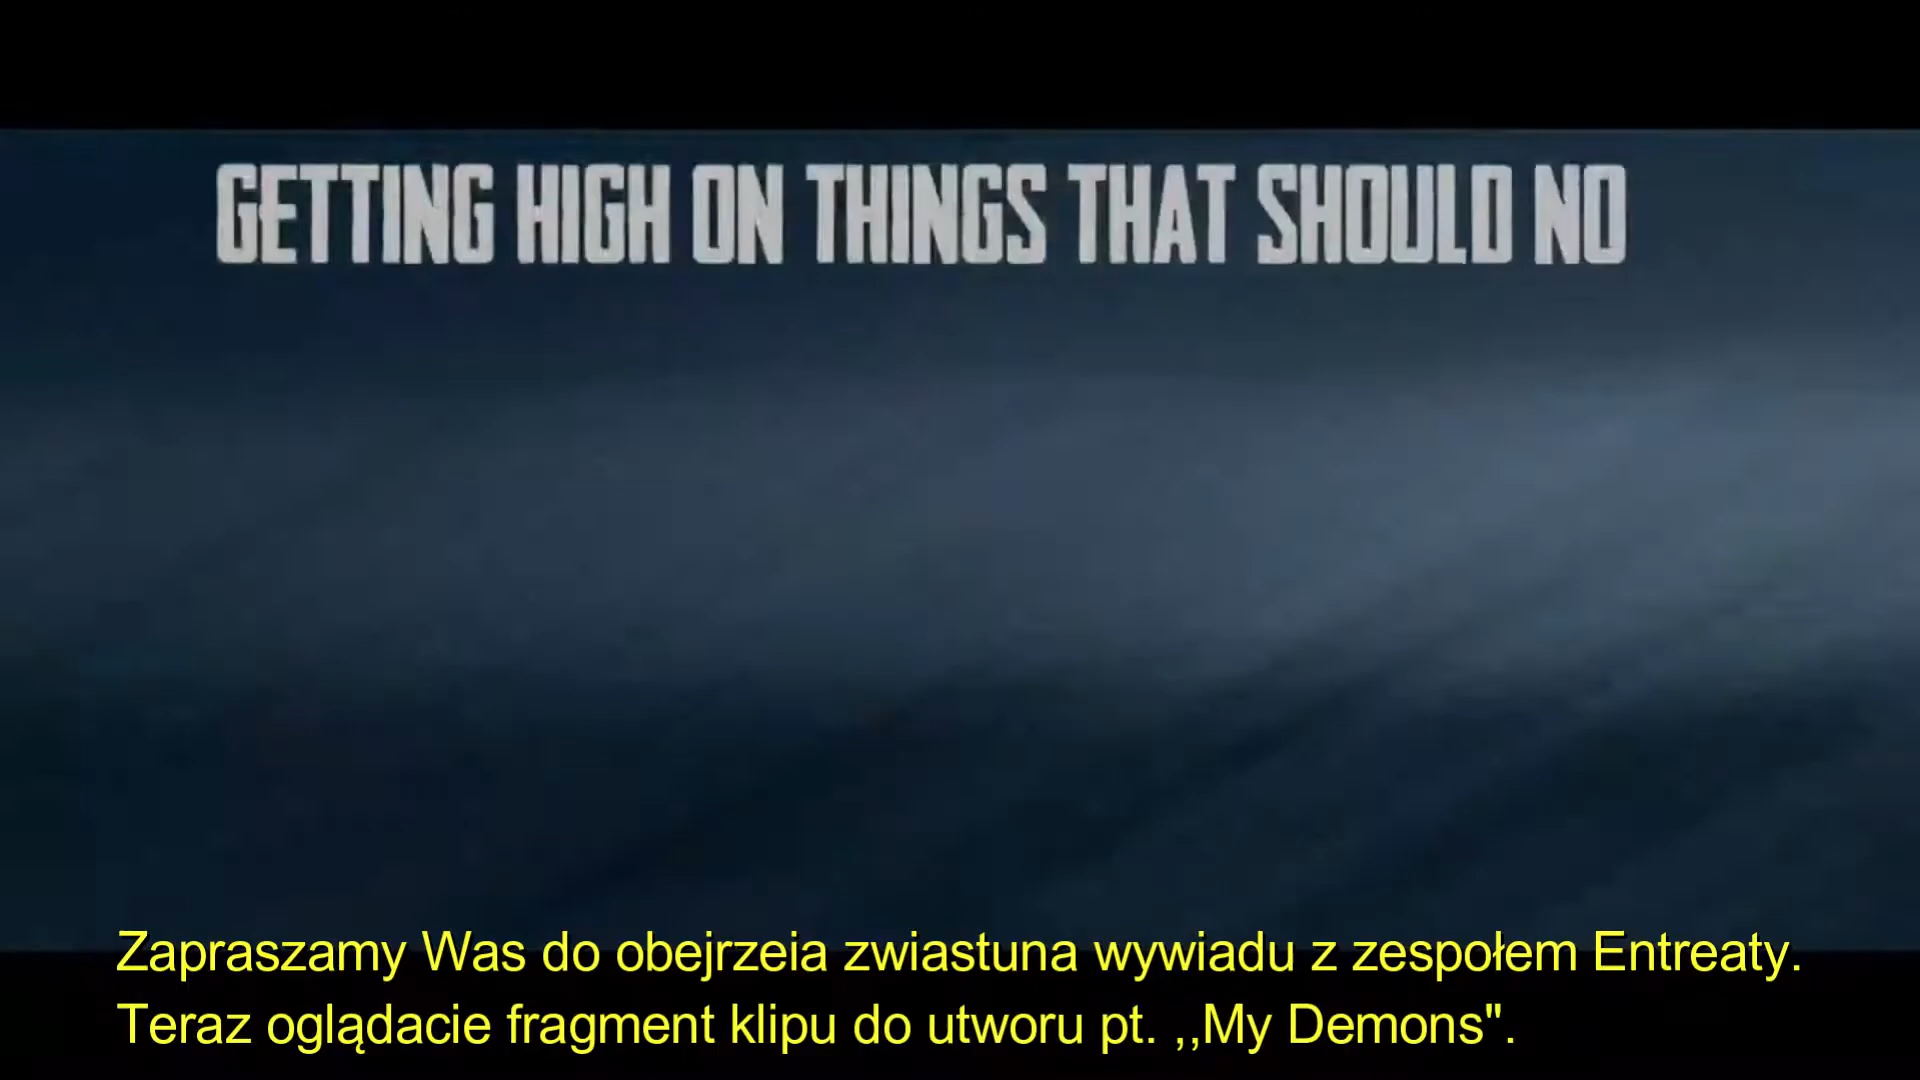 GETTING HIGH ON THINGS THAT SHOULD NO
Zapraszamy Was do obejrzeia zwiastuna wywiadu z zespołem Entreaty.
Teraz oglądacie fragment klipu do utworu pt. ,,My Demons".